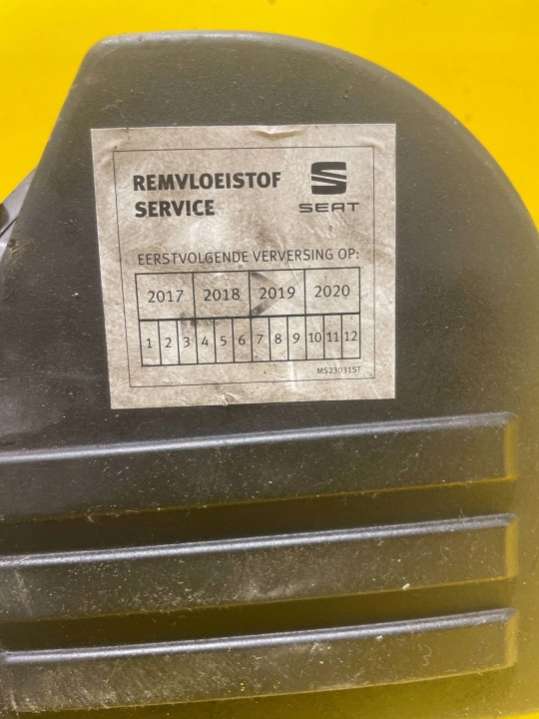 REMVLOEISTOF
SERVICE
SEAT
EERSTVOLGENDE VERVERSING OP:
2017 2018 2019 2020
1 2 3 4 5 6 7 8 9 10 11 12
MS23031ST